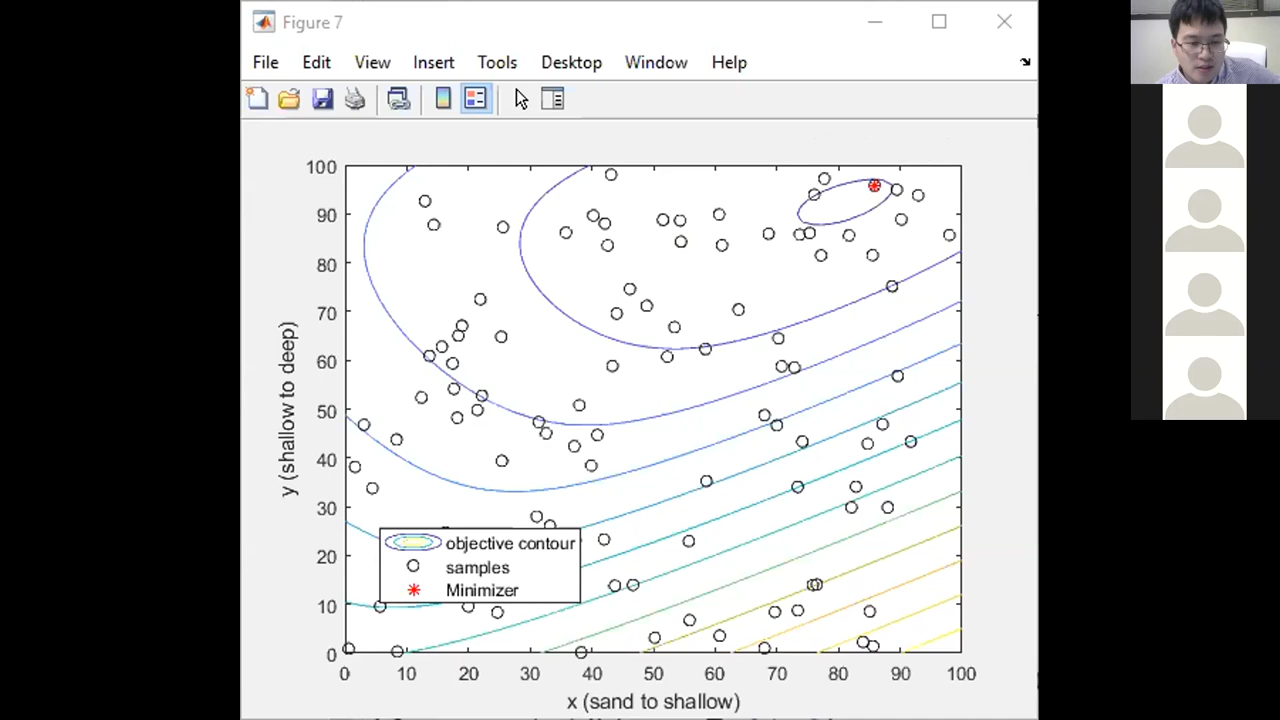 Figure 7
File Edit View Insert Tools Desktop Window Help
100
90
80
70
60
50
40
30
20
10
0
y (shallow to deep)
objective contour
samples
Minimizer
0 10 20 30 40 50 60 70 80 90 100
x (sand to shallow)